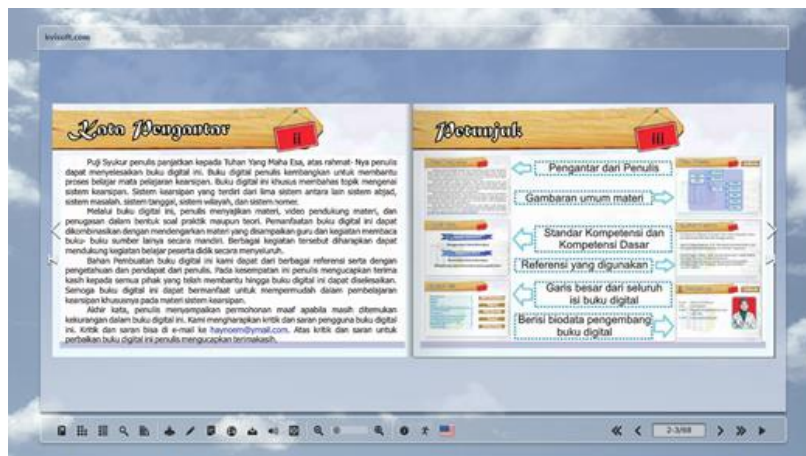 kvisoft.com
Kata Pengantar
ii
Puji Syukur penulis panjatkan kepada Tuhan Yang Maha Esa, atas rahmat- Nya penulis
dapat menyelesaikan buku digital ini. Buku digital penulis kembangkan untuk membantu
proses belajar mata pelajaran kearsipan. Buku digital ini khusus membahas topik mengenai
sistem kearsipan. Sistem kearsipan yang terdiri dari lima sistem antara lain sistem abjad,
sistem masalah, sistem tanggal, sistem wilayah, dan sistem nomer.
Melalui buku digital ini, penulis menyajikan materi, video pendukung materi, dan
penugasan dalam bentuk soal praktik maupun teori. Pemanfaatan buku digital ini dapat
dikombinasikan dengan mendengarkan materi yang disampaikan guru dan kegiatan membaca
buku- buku sumber lainya secara mandiri. Berbagai kegiatan tersebut diharapkan dapat
mendukung kegiatan belajar peserta didik secara menyeluruh.
Bahan Pembuatan buku digital ini kami dapat dari berbagai referensi serta dengan
pengetahuan dan pendapat dari penulis. Pada kesempatan ini penulis mengucapkan terima
kasih kepada semua pihak yang telah membantu hingga buku digital ini dapat diselesaikan.
Semoga buku digital ini dapat bermanfaat untuk mempermudah dalam pembelajaran
kearsipan khususnya pada materi sistem kearsipan.
Akhir kata, penulis menyampaikan permohonan maaf apabila masih ditemukan
kekurangan dalam buku digital ini. Kami mengharapkan kritik dan saran pengguna buku digital
ini. Kritik dan saran bisa di e-mail ke haynoem@ymail.com. Atas kritik dan saran untuk
perbaikan buku digital ini penulis mengucapkan terimakasih.
Petunjuk
iii
Pengantar dari Penulis
Gambaran umum materi
Standar Kompetensi dan
Kompetensi Dasar
Referensi yang digunakan
Garis besar dari seluruh
isi buku digital
Berisi biodata pengembang
buku digital
2-3/68